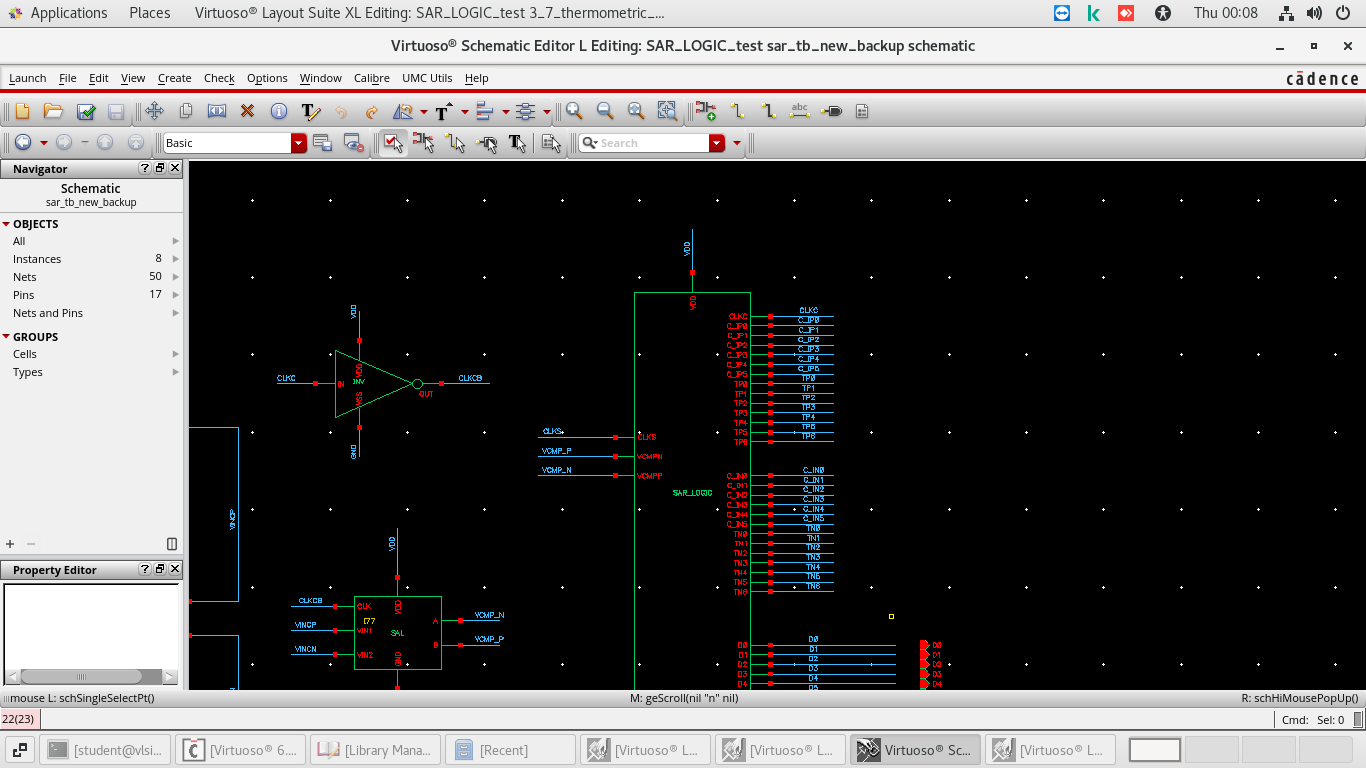 Applications Places Virtuoso® Layout Suite XL Editing: SAR_LOGIC_test 3_7_thermometric_... Thu 00:08
Virtuoso® Schematic Editor L Editing: SAR_LOGIC_test sar_tb_new_backup schematic
Launch File Edit View Create Check Options Window Calibre UMC Utils Help cādence
abc
Basic Search
Navigator
Schematic
sar_tb_new_backup
OBJECTS
All
Instances 8
Nets 50
Pins 17
Nets and Pins
GROUPS
Cells
Types
Property Editor
VDD
VDD
CLKC IN VDD INV VSS OUT CLKCB
GND
VINCP
VDD
CLKCB CLK VDD
VINCP VIN1 I77 SAL A VCMP_N
VINCN VIN2 GND B VCMP_P
CLKS CLKS
VCMP_P VCMPN
VCMP_N VCMPP
SAR_LOGIC
CLKC CLKC
C_IP0 C_IP0
C_IP1 C_IP1
C_IP2 C_IP2
C_IP3 C_IP3
C_IP4 C_IP4
C_IP5 C_IP5
TP0 TP0
TP1 TP1
TP2 TP2
TP3 TP3
TP4 TP4
TP5 TP5
TP6 TP6
C_IN0 C_IN0
C_IN1 C_IN1
C_IN2 C_IN2
C_IN3 C_IN3
C_IN4 C_IN4
C_IN5 C_IN5
TN0 TN0
TN1 TN1
TN2 TN2
TN3 TN3
TN4 TN4
TN5 TN5
TN6 TN6
D0 D0 D0
D1 D1 D1
D2 D2 D2
D3 D3 D3
D4 D4 D4
mouse L: schSingleSelectPt() M: geScroll(nil "n" nil) R: schHiMousePopUp()
22(23) Cmd: Sel: 0
[student@vlsi... [Virtuoso® 6.... [Library Mana... [Recent] [Virtuoso® L... [Virtuoso® L... Virtuoso® Sc... [Virtuoso® L...